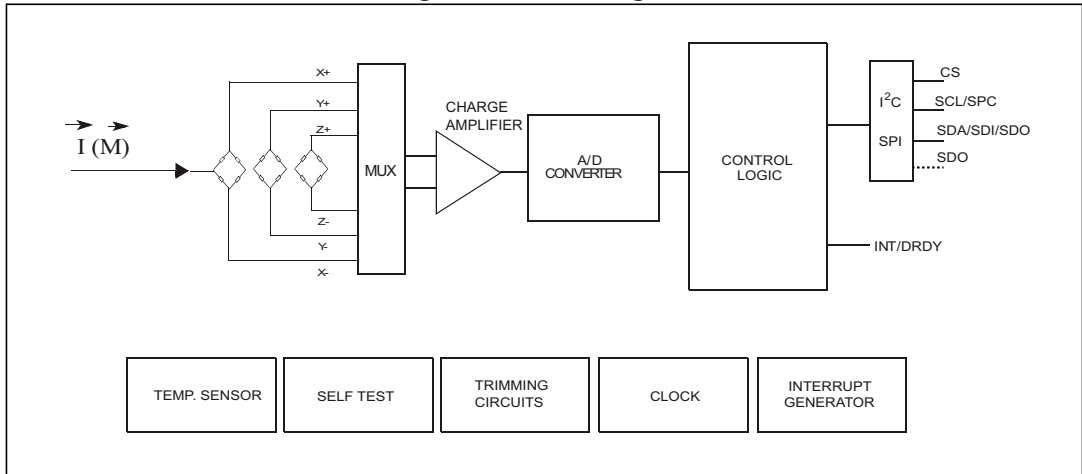 X+
Y+
Z+
I (M)
MUX
Z-
Y-
X-
CHARGE
AMPLIFIER
A/D
CONVERTER
CONTROL
LOGIC
I2C
SPI
CS
SCL/SPC
SDA/SDI/SDO
SDO
INT/DRDY
TEMP. SENSOR
SELF TEST
TRIMMING
CIRCUITS
CLOCK
INTERRUPT
GENERATOR